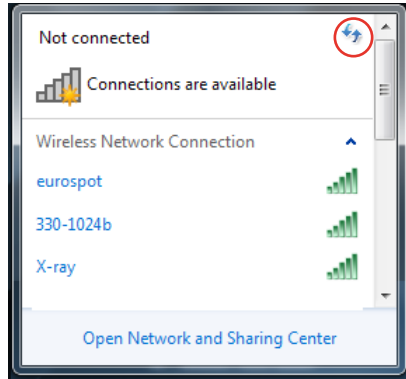 Not connected
Connections are available
Wireless Network Connection
eurospot
330-1024b
X-ray
Open Network and Sharing Center